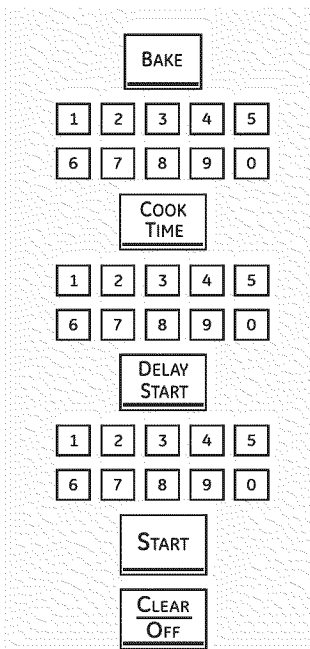 BAKE
1 2 3 4 5
6 7 8 9 0
COOK
TIME
1 2 3 4 5
6 7 8 9 0
DELAY
START
1 2 3 4 5
6 7 8 9 0
START
CLEAR
OFF